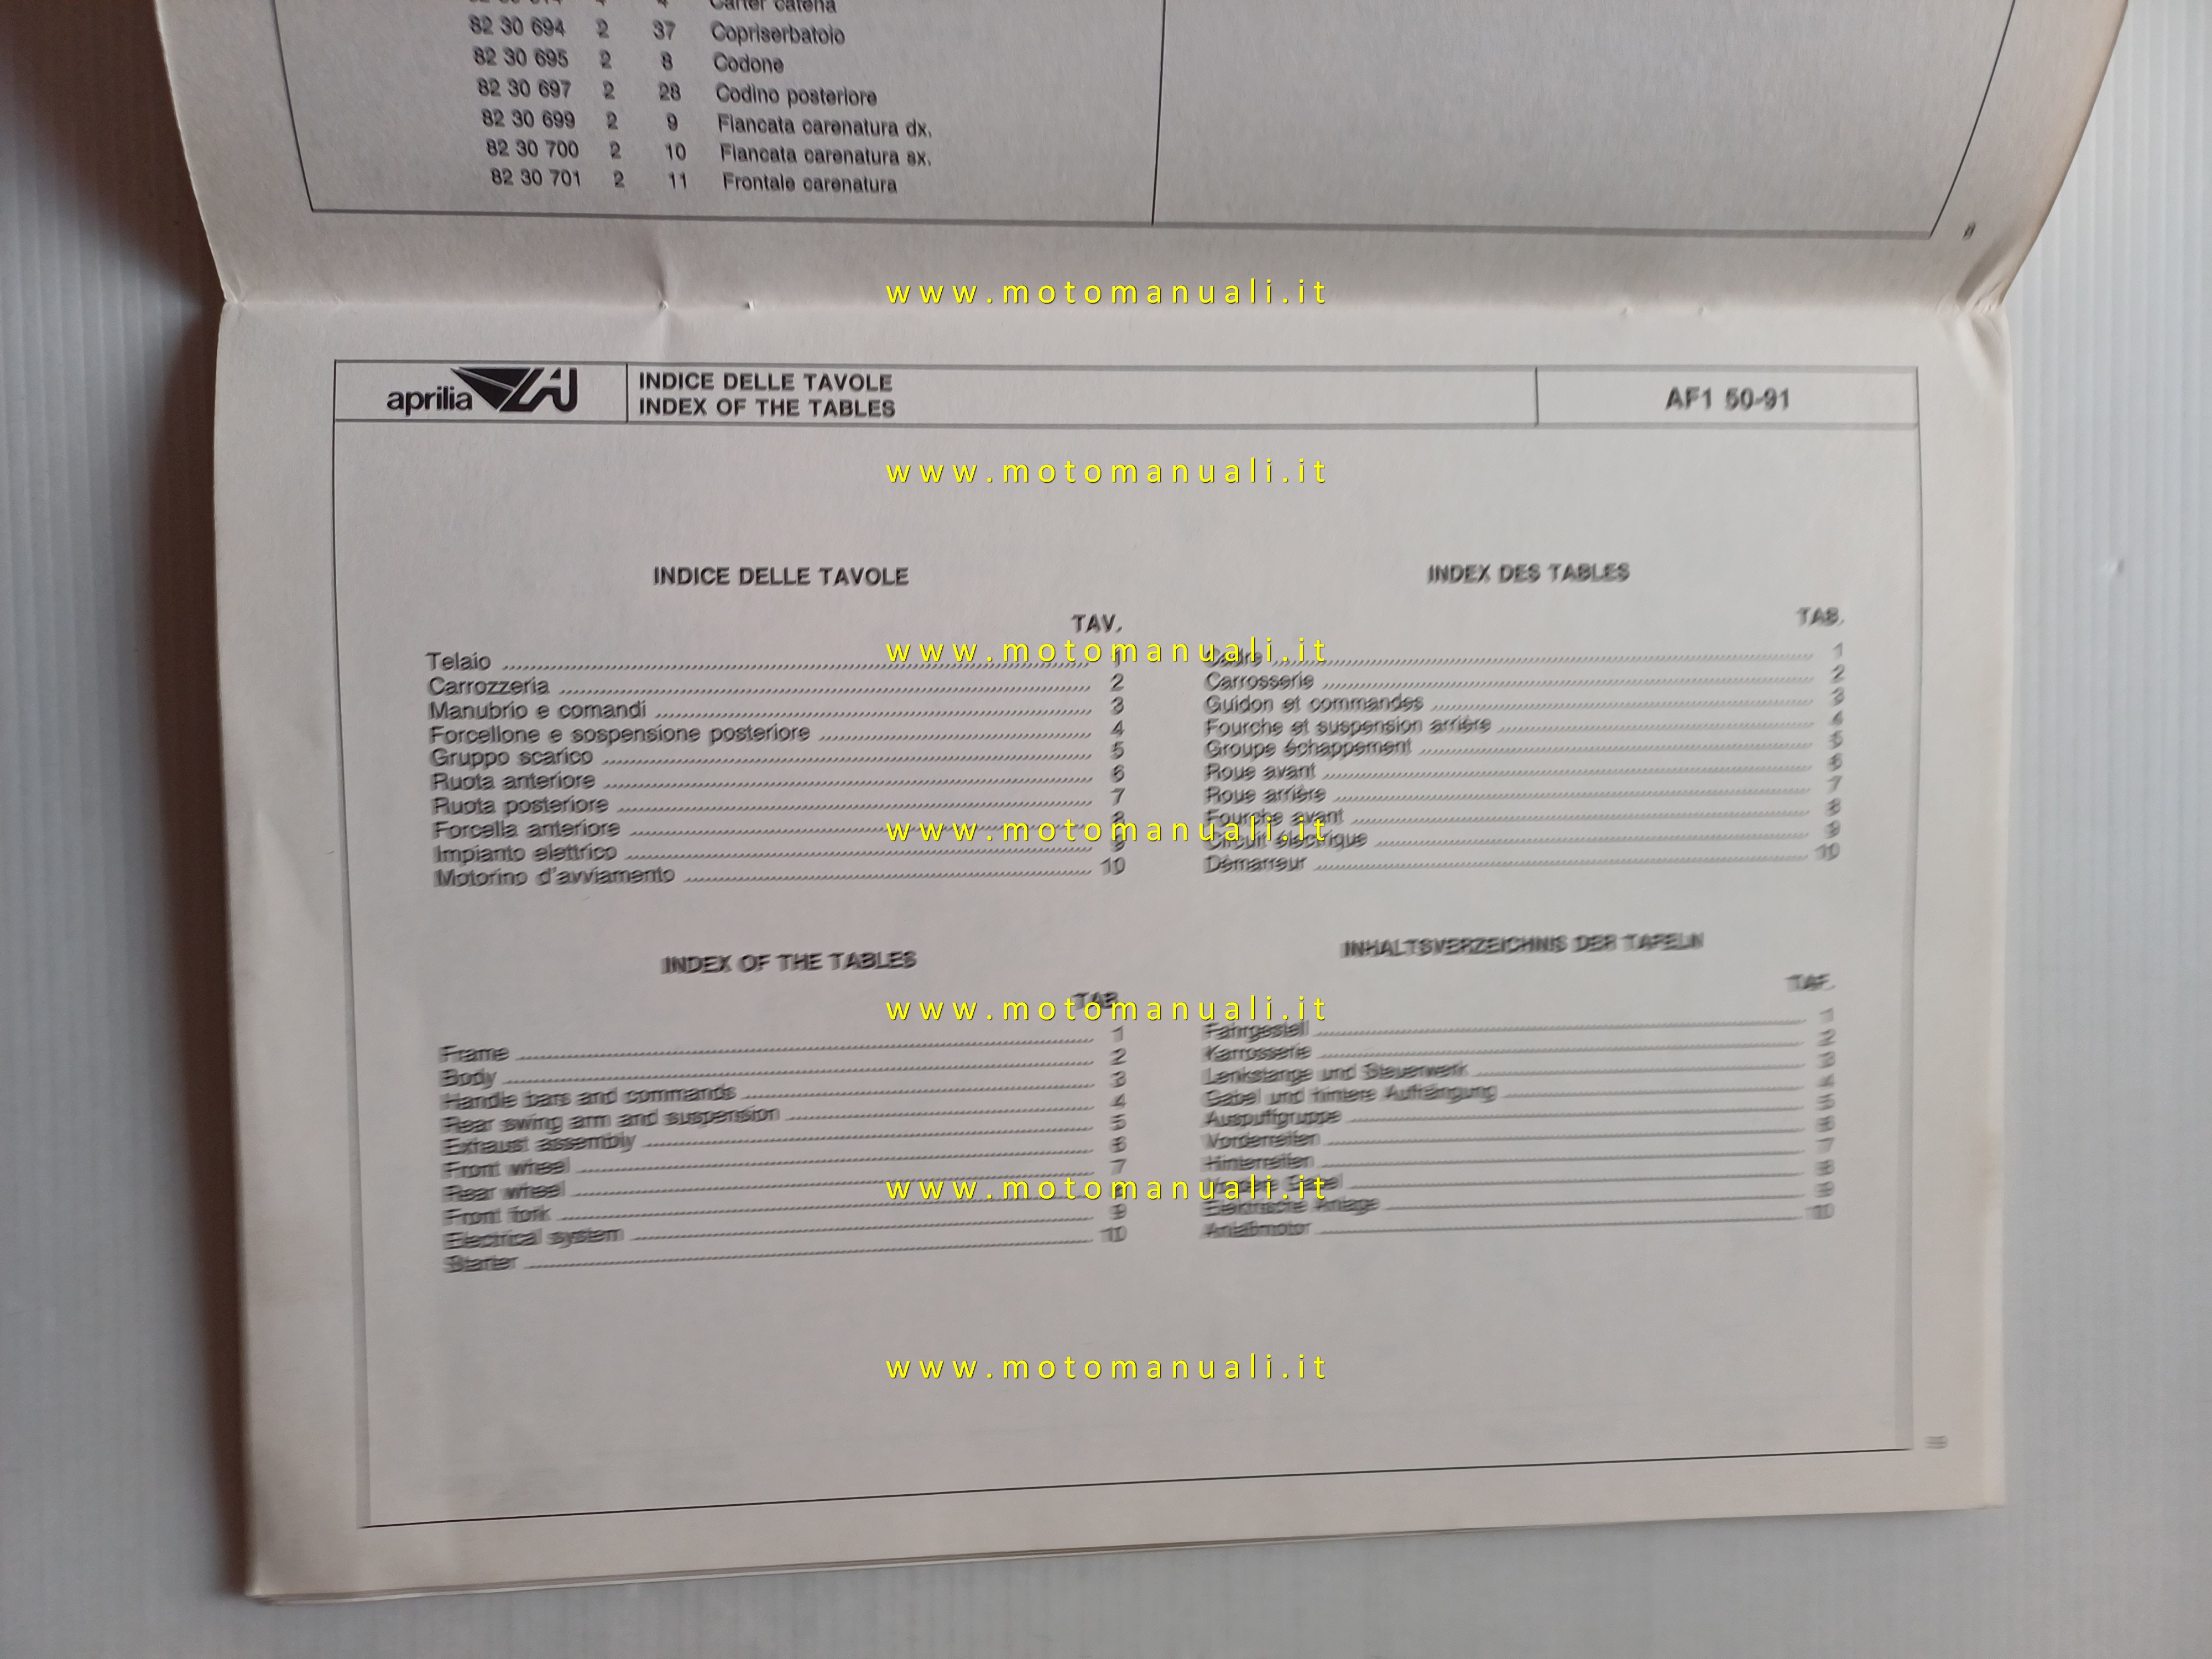 Carter catena
82 30 694 2 37 Copriserbatoio
82 30 695 2 8 Codone
82 30 697 2 28 Codino posteriore
82 30 699 2 9 Fiancata carenatura dx.
82 30 700 2 10 Fiancata carenatura sx.
82 30 701 2 11 Frontale carenatura
8
www.motomanuali.it
aprilia
INDICE DELLE TAVOLE
INDEX OF THE TABLES
AF1 50-91
www.motomanuali.it
INDICE DELLE TAVOLE
TAV.
www.motomanuali.it
Telaio 1
Carrozzeria 2
Manubrio e comandi 3
Forcellone e sospensione posteriore 4
Gruppo scarico 5
Ruota anteriore 6
Ruota posteriore 7
Forcella anteriore 8
www.motomanuali.it
Impianto elettrico 9
Motorino d'avviamento 10
INDEX DES TABLES
TAB.
Cadre 1
Carrosserie 2
Guidon et commandes 3
Fourche et suspension arrière 4
Groupe échappement 5
Roue avant 6
Roue arrière 7
Fourche avant 8
Circuit électrique 9
Démarreur 10
INDEX OF THE TABLES
TAB.
www.motomanuali.it
Frame 1
Body 2
Handle bars and commands 3
Rear swing arm and suspension 4
Exhaust assembly 5
Front wheel 6
Rear wheel 7
www.motomanuali.it
Front fork
Electrical system 9
Starter 10
INHALTSVERZEICHNIS DER TAFELN
TAF.
Fahrgestell 1
Karrosserie 2
Lenkstange und Steuerwerk 3
Gabel und hintere Aufhängung 4
Auspuffgruppe 5
Vorderreifen 6
Hinterreifen 7
Vordere Gabel 8
Elektrische Anlage 9
Anlaßmotor 10
www.motomanuali.it